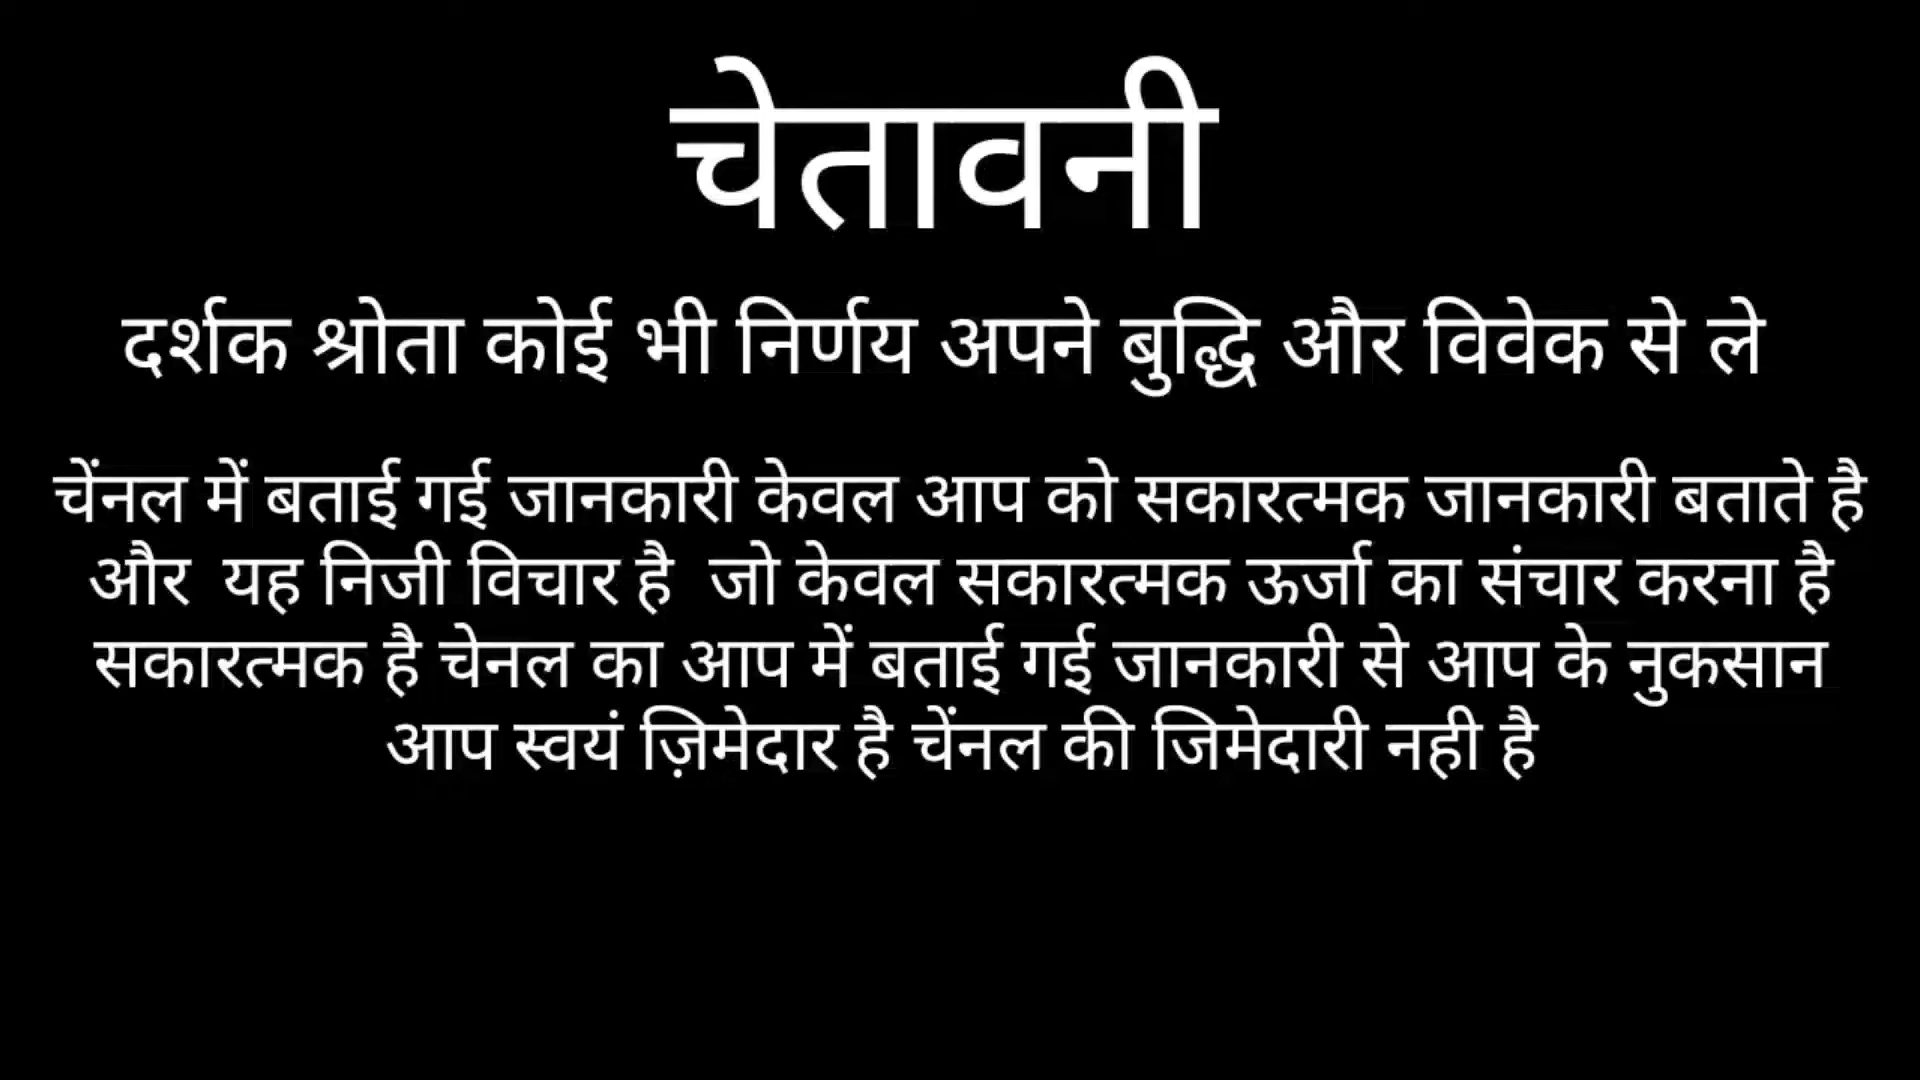 चेतावनी
दर्शक श्रोता कोई भी निर्णय अपने बुद्धि और विवेक से ले
चेंनल में बताई गई जानकारी केवल आप को सकारत्मक जानकारी बताते है
और यह निजी विचार है जो केवल सकारत्मक ऊर्जा का संचार करना है
सकारत्मक है चेनल का आप में बताई गई जानकारी से आप के नुकसान
आप स्वयं ज़िमेदार है चेंनल की जिमेदारी नही है